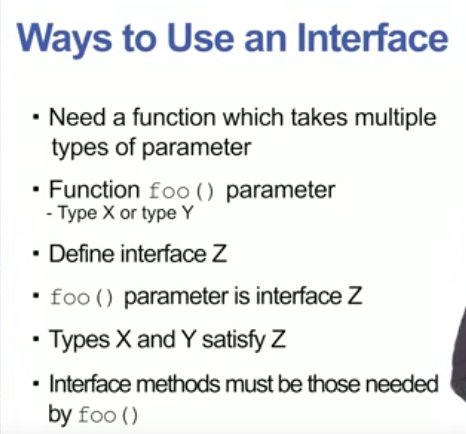 Ways to Use an Interface
▪ Need a function which takes multiple
types of parameter
▪ Function foo() parameter
- Type X or type Y
▪ Define interface Z
▪ foo() parameter is interface Z
▪ Types X and Y satisfy Z
▪ Interface methods must be those needed
by foo()